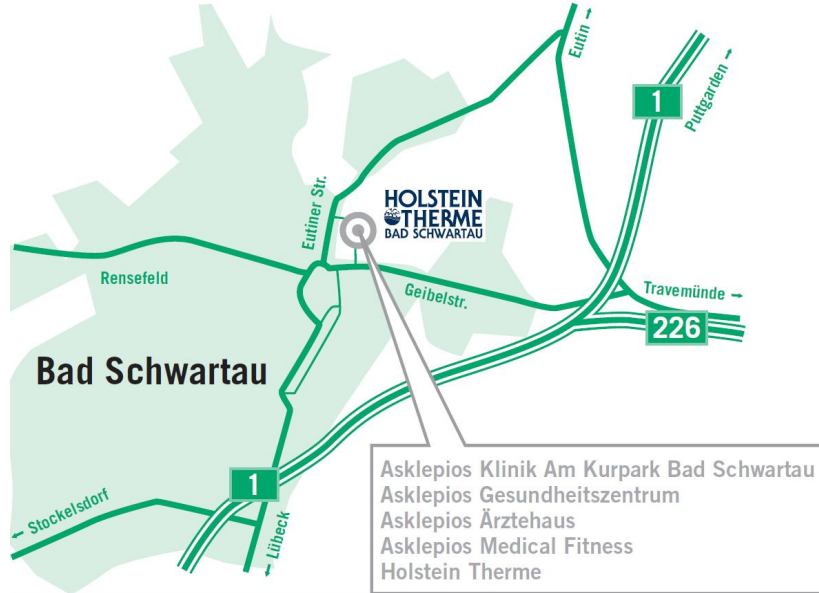 Eutin
1
Puttgarden
Eutiner Str.
HOLSTEIN
THERME
BAD SCHWARTAU
Rensefeld
Geibelstr.
Travemünde
226
Bad Schwartau
1
Stockelsdorf
Lübeck
Asklepios Klinik Am Kurpark Bad Schwartau
Asklepios Gesundheitszentrum
Asklepios Ärztehaus
Asklepios Medical Fitness
Holstein Therme